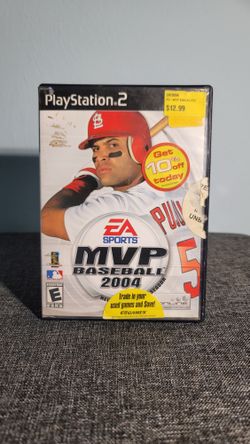 PlayStation 2
$12.99
Get
10% off
today
PUJ
5
EA
SPORTS
MVP
BASEBALL
2004
E
Trade in your
used games and Save!